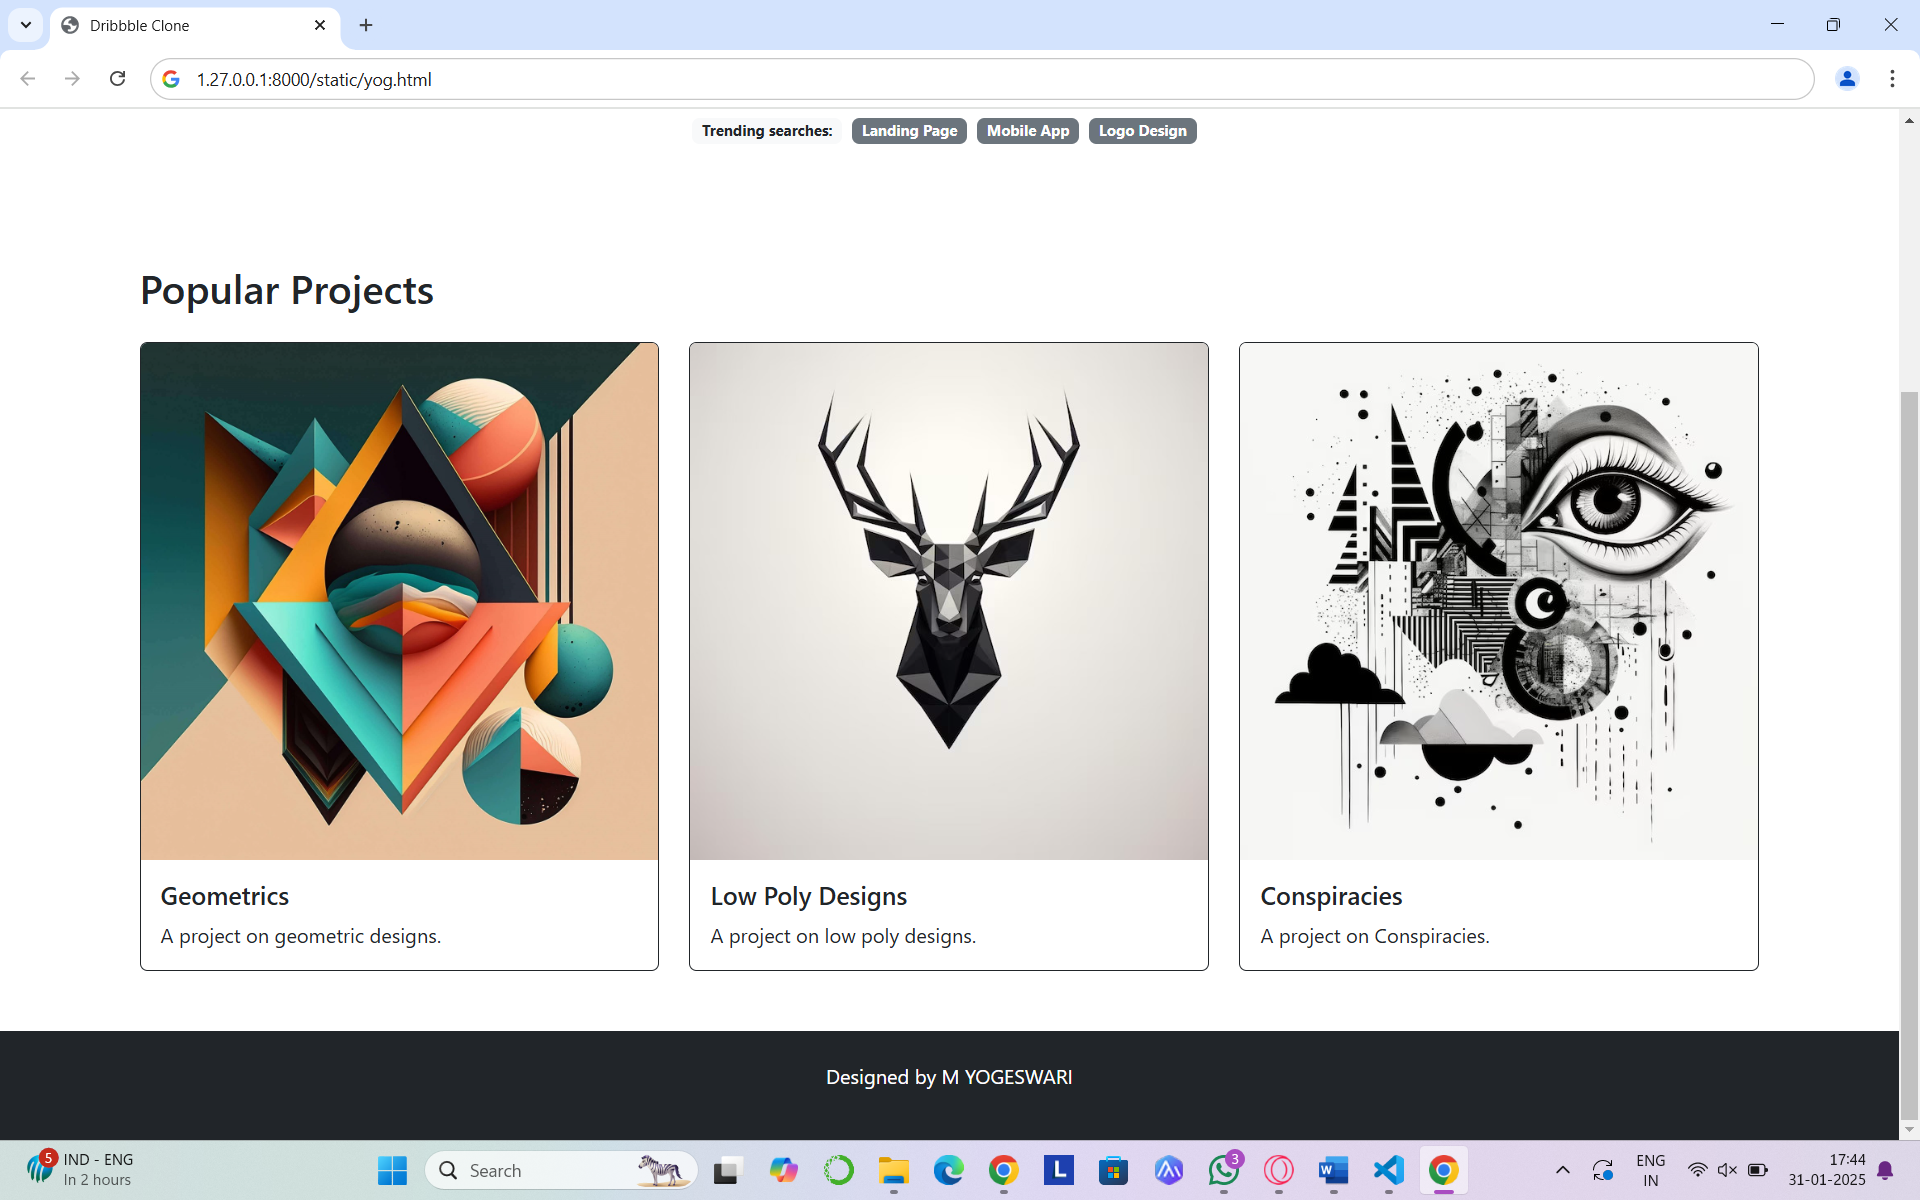 Dribbble Clone
1.27.0.0.1:8000/static/yog.html
Trending searches: Landing Page Mobile App Logo Design
Popular Projects
Geometrics
A project on geometric designs.
Low Poly Designs
A project on low poly designs.
Conspiracies
A project on Conspiracies.
Designed by M YOGESWARI
5
IND - ENG
In 2 hours
Search
L
3
W
ENG
IN
17:44
31-01-2025